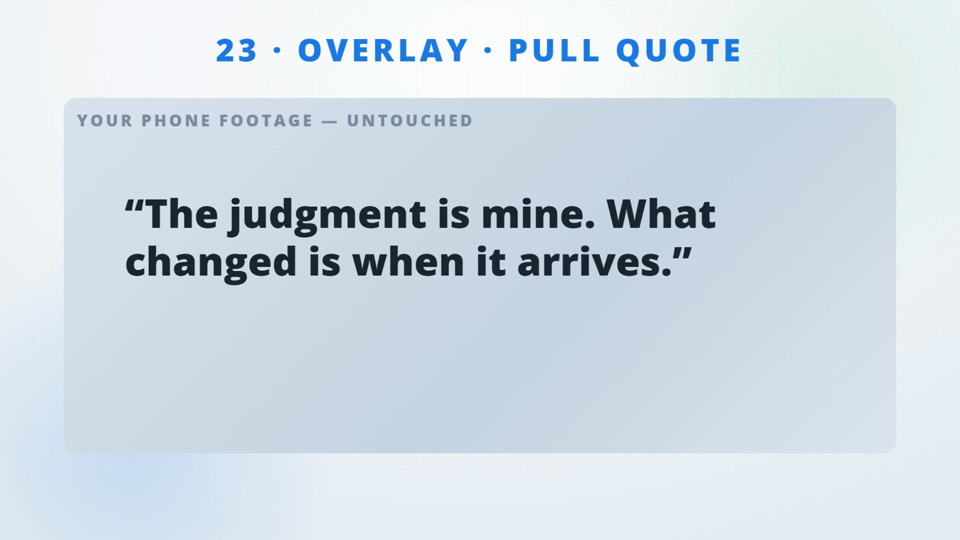 23 · OVERLAY · PULL QUOTE
YOUR PHONE FOOTAGE — UNTOUCHED
“The judgment is mine. What
changed is when it arrives.”